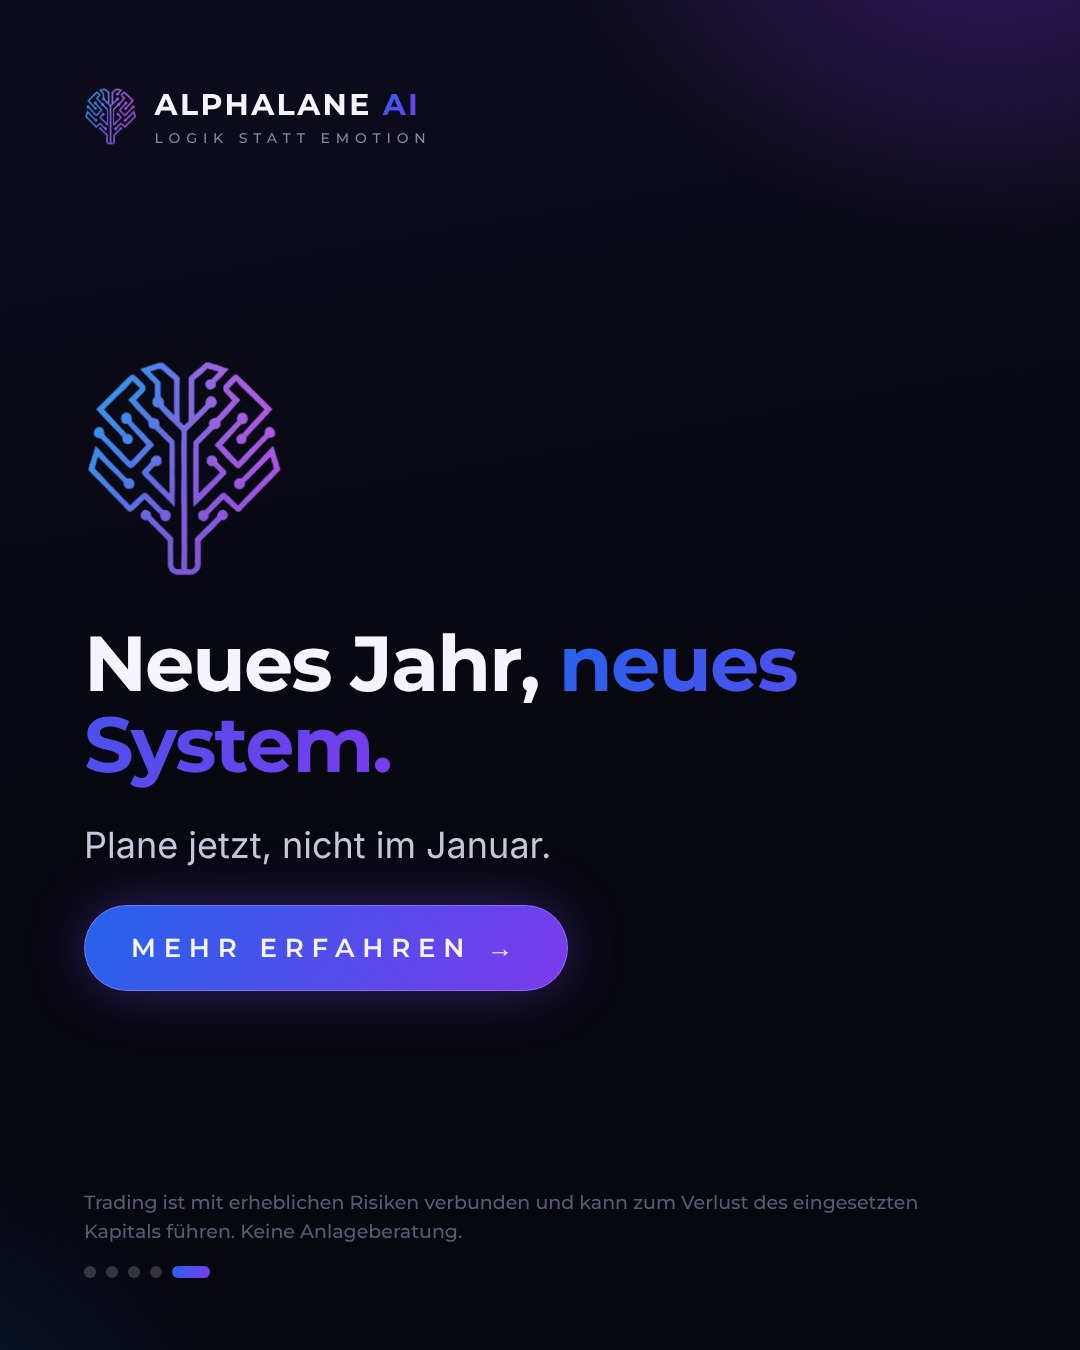 ALPHALANE AI
LOGIK STATT EMOTION
Neues Jahr, neues
System.
Plane jetzt, nicht im Januar.
MEHR ERFAHREN →
Trading ist mit erheblichen Risiken verbunden und kann zum Verlust des eingesetzten
Kapitals führen. Keine Anlageberatung.